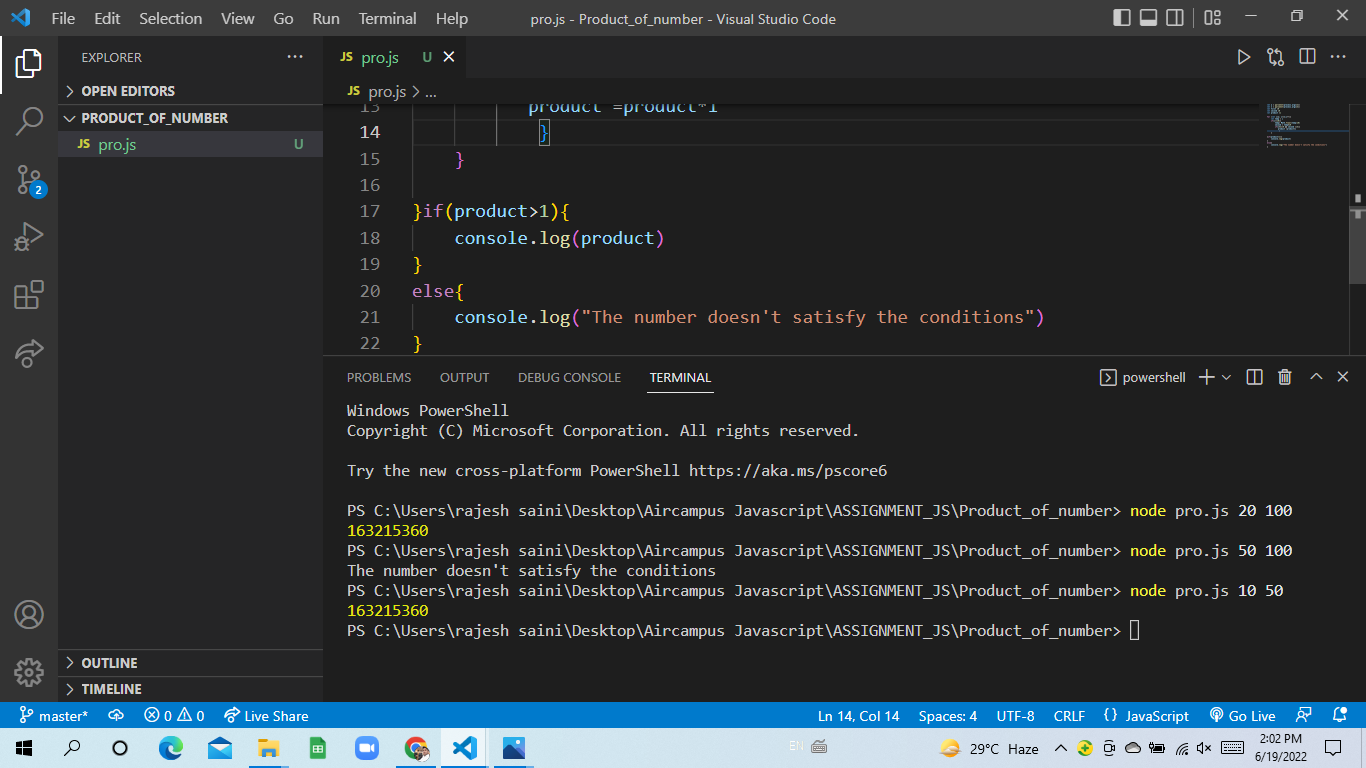 File Edit Selection View Go Run Terminal Help pro.js - Product_of_number - Visual Studio Code
EXPLORER
JS pro.js U
OPEN EDITORS
JS pro.js > ...
PRODUCT_OF_NUMBER
JS pro.js U
2
13 product =product*i
14 }
15 }
16
17 }if(product>1){
18 console.log(product)
19 }
20 else{
21 console.log("The number doesn't satisfy the conditions")
22 }
PROBLEMS OUTPUT DEBUG CONSOLE TERMINAL powershell
Windows PowerShell
Copyright (C) Microsoft Corporation. All rights reserved.
Try the new cross-platform PowerShell https://aka.ms/pscore6
PS C:\Users\rajesh saini\Desktop\Aircampus Javascript\ASSIGNMENT_JS\Product_of_number> node pro.js 20 100
163215360
PS C:\Users\rajesh saini\Desktop\Aircampus Javascript\ASSIGNMENT_JS\Product_of_number> node pro.js 50 100
The number doesn't satisfy the conditions
PS C:\Users\rajesh saini\Desktop\Aircampus Javascript\ASSIGNMENT_JS\Product_of_number> node pro.js 10 50
163215360
PS C:\Users\rajesh saini\Desktop\Aircampus Javascript\ASSIGNMENT_JS\Product_of_number>
OUTLINE
TIMELINE
master* 0 0 Live Share Ln 14, Col 14 Spaces: 4 UTF-8 CRLF {} JavaScript Go Live
EN 29°C Haze 2:02 PM
6/19/2022